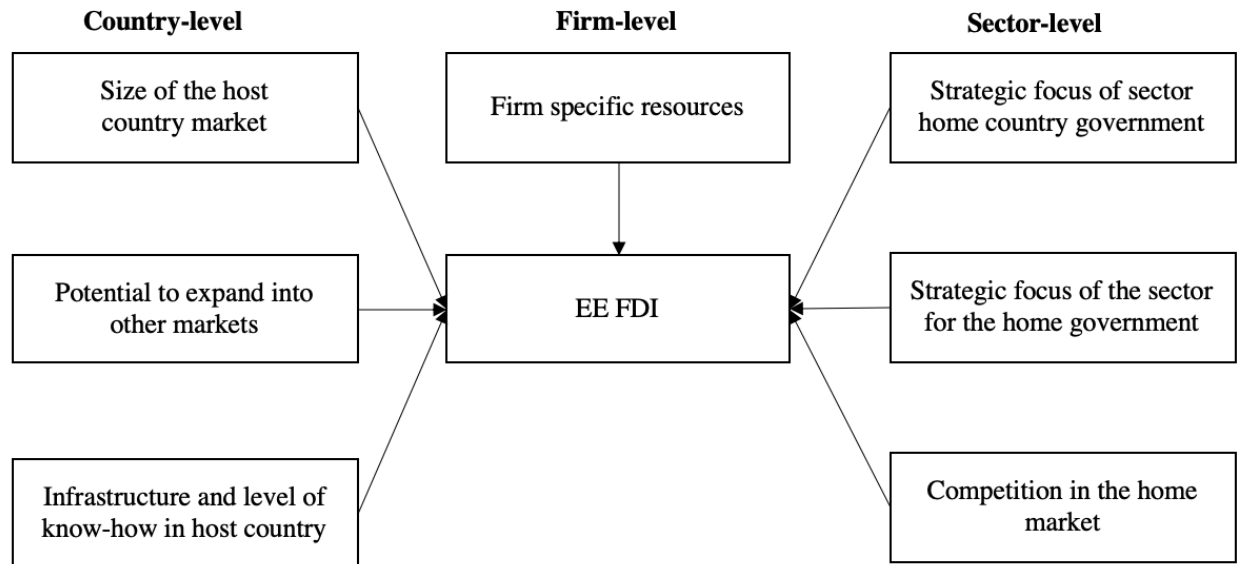 Country-level
Firm-level
Sector-level
Size of the host
country market
Firm specific resources
Strategic focus of sector
home country government
Potential to expand into
other markets
EE FDI
Strategic focus of the sector
for the home government
Infrastructure and level of
know-how in host country
Competition in the home
market